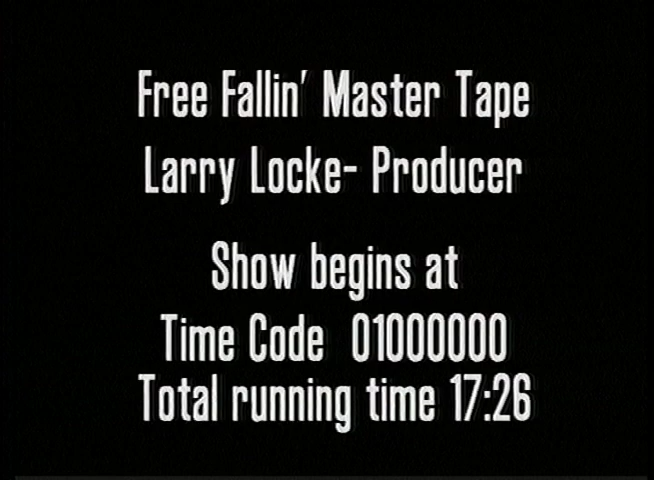 Free Fallin' Master Tape
Larry Locke- Producer
Show begins at
Time Code 01000000
Total running time 17:26